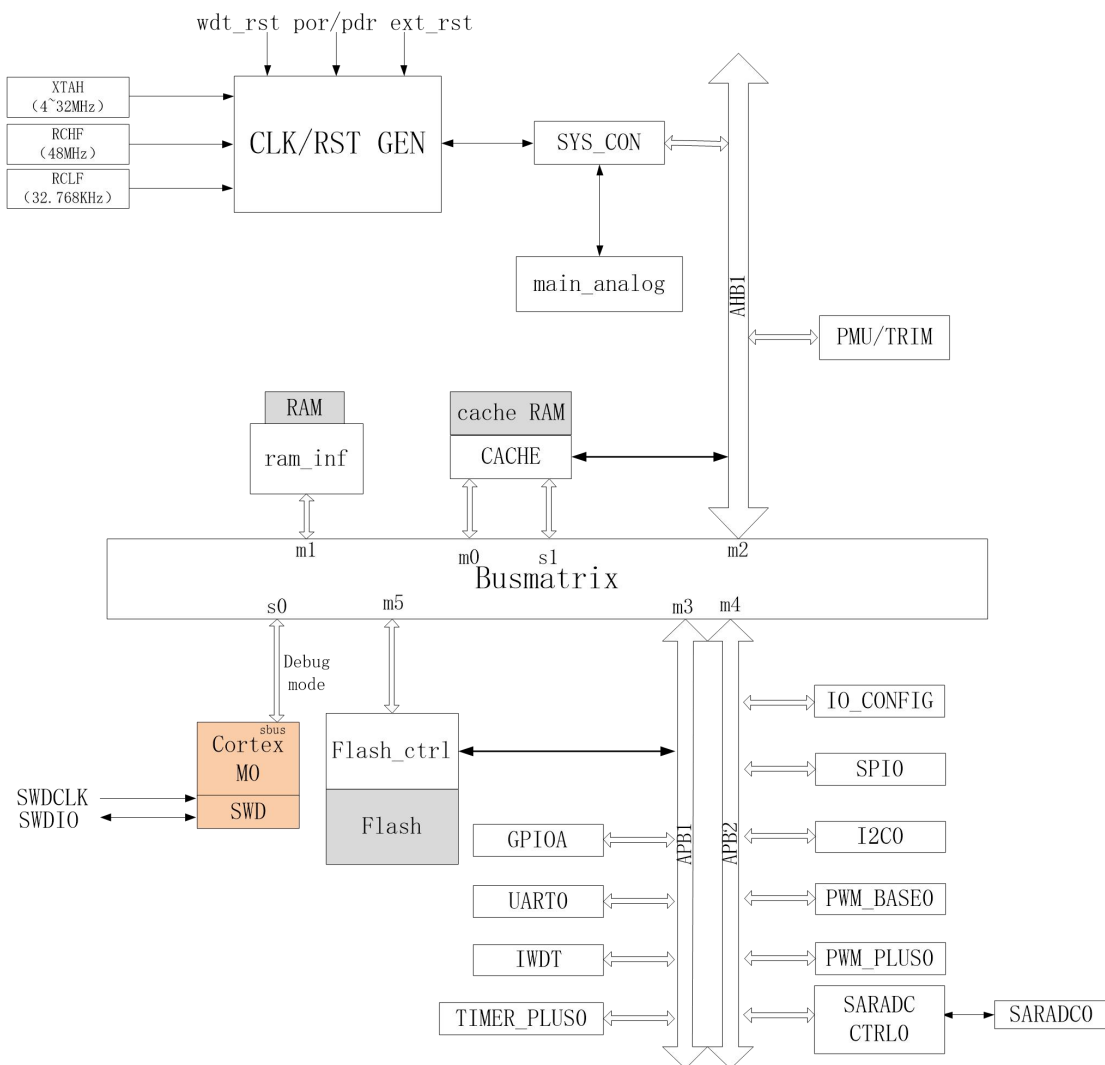 wdt_rst por/pdr ext_rst
XTAH
(4~32MHz)
RCHF
(48MHz)
RCLF
(32.768KHz)
CLK/RST GEN
SYS_CON
main_analog
AHB1
PMU/TRIM
RAM
ram_inf
cache RAM
CACHE
m1
m0
s1
m2
Busmatrix
s0
m5
m3
m4
Debug
mode
sbus
Cortex
M0
SWD
SWDCLK
SWDIO
Flash_ctrl
Flash
APB1
APB2
GPIOA
UART0
IWDT
TIMER_PLUS0
IO_CONFIG
SPI0
I2C0
PWM_BASE0
PWM_PLUS0
SARADC
CTRL0
SARADC0